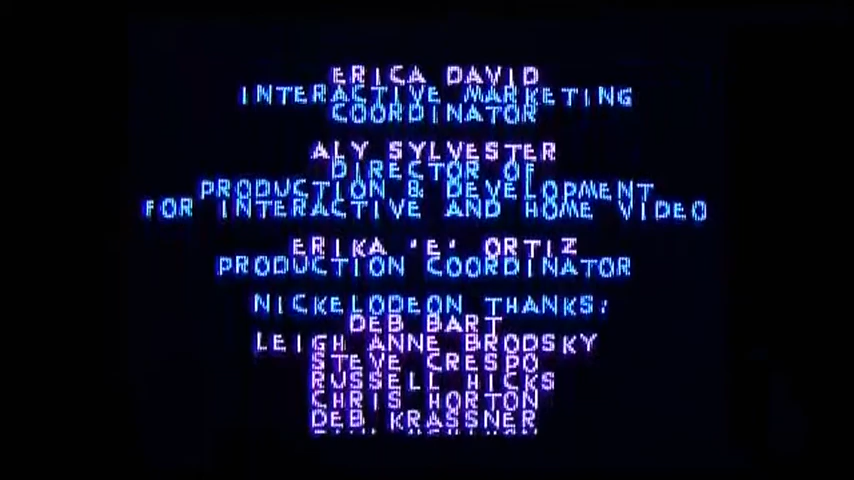 ERICA DAVID
INTERACTIVE MARKETING
COORDINATOR
ALY SYLVESTER
DIRECTOR OF
PRODUCTION & DEVELOPMENT
FOR INTERACTIVE AND HOME VIDEO
ERIKA "E" ORTIZ
PRODUCTION COORDINATOR
NICKELODEON THANKS:
DEB BART
LEIGH ANNE BRODSKY
STEVE CRESPO
RUSSELL HICKS
CHRIS HORTON
DEB KRASSNER